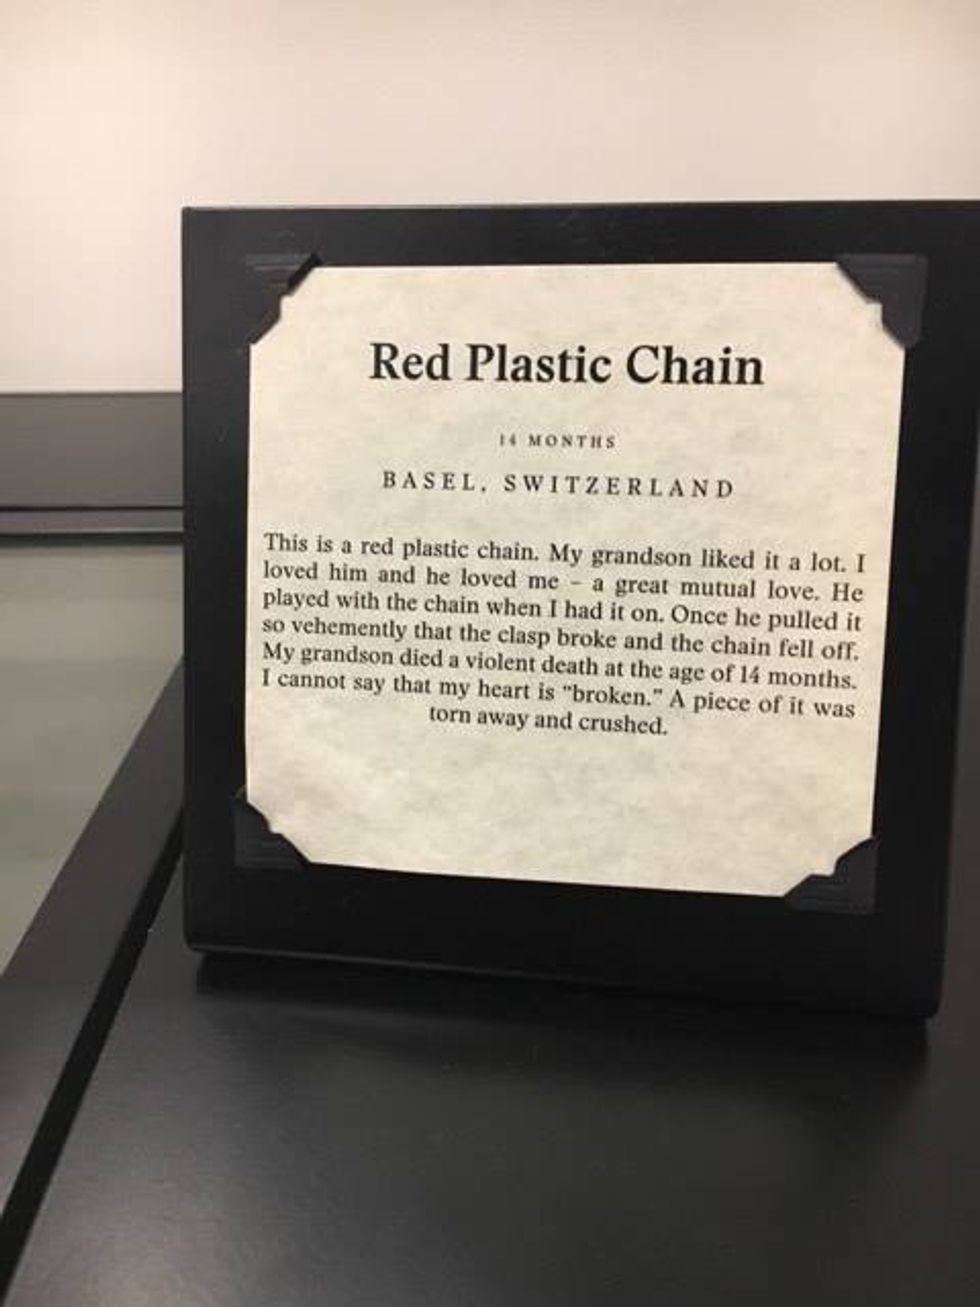 Red Plastic Chain
14 MONTHS
BASEL, SWITZERLAND
This is a red plastic chain. My grandson liked it a lot. I
loved him and he loved me – a great mutual love. He
played with the chain when I had it on. Once he pulled it
so vehemently that the clasp broke and the chain fell off.
My grandson died a violent death at the age of 14 months.
I cannot say that my heart is "broken." A piece of it was
torn away and crushed.